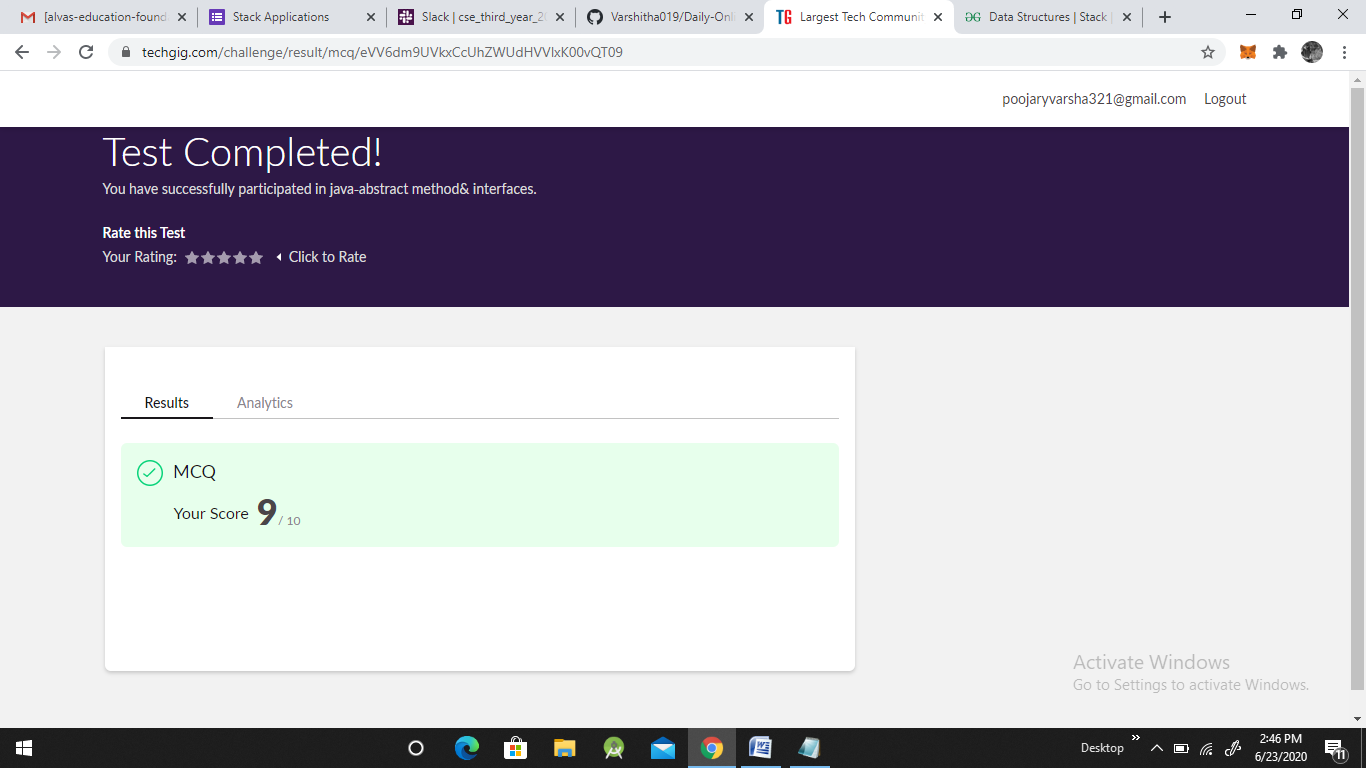 [alvas-education-found
Stack Applications
Slack | cse_third_year_2
Varshitha019/Daily-Onl
TG Largest Tech Communit
Data Structures | Stack |
techgig.com/challenge/result/mcq/eVV6dm9UVkxCcUhZWUdHVVIxK00vQT09
poojaryvarsha321@gmail.com Logout
Test Completed!
You have successfully participated in java-abstract method& interfaces.
Rate this Test
Your Rating: Click to Rate
Results Analytics
MCQ
Your Score 9 / 10
Activate Windows
Go to Settings to activate Windows.
Desktop
2:46 PM
6/23/2020
11